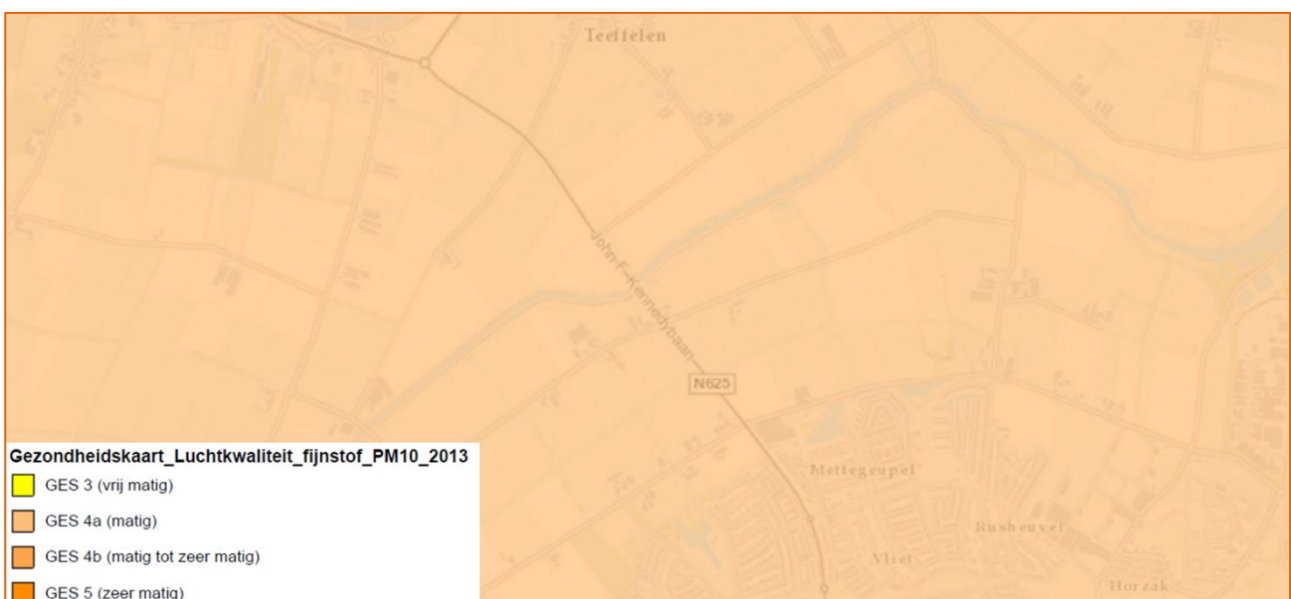 Teeffelen
John-F-Kennedybaan
N625
Mettegeupel
Rusheuvel
Vliet
Horzak
Gezondheidskaart_Luchtkwaliteit_fijnstof_PM10_2013
GES 3 (vrij matig)
GES 4a (matig)
GES 4b (matig tot zeer matig)
GES 5 (zeer matig)